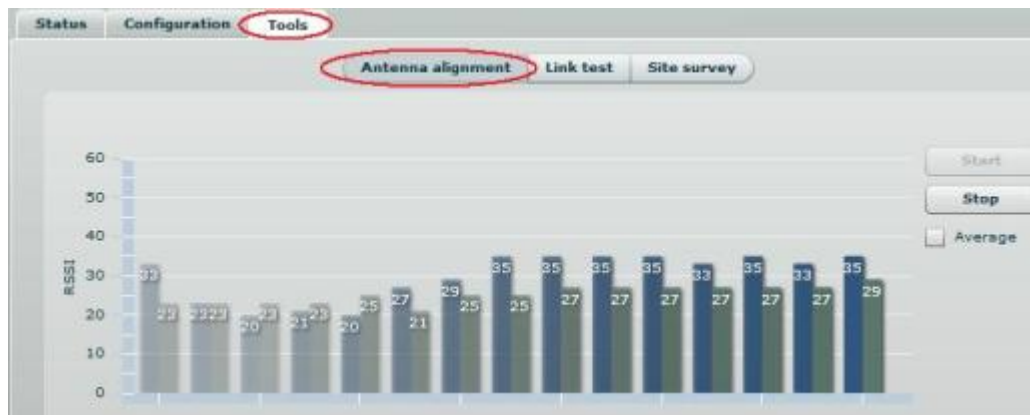 Status Configuration Tools
Antenna alignment Link test Site survey
60
50
40
30
20
10
0
RSSI
33 23 23 23 20 23 21 23 20 25 27 21 29 25 35 25 35 27 35 27 35 27 33 27 35 27 33 27 35 29
Start
Stop
Average